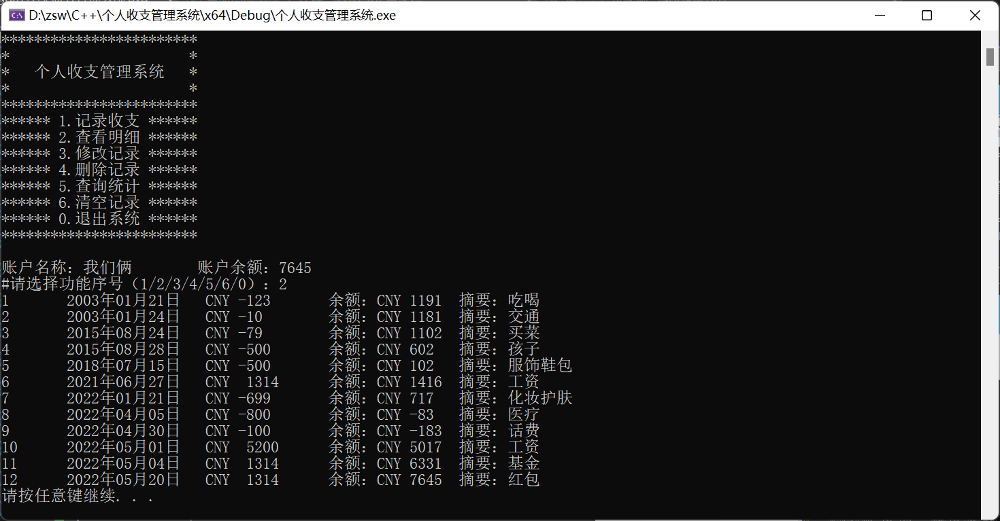 D:\zsw\C++\个人收支管理系统\x64\Debug\个人收支管理系统.exe
************************
*                      *
*   个人收支管理系统   *
*                      *
************************
****** 1.记录收支 ******
****** 2.查看明细 ******
****** 3.修改记录 ******
****** 4.删除记录 ******
****** 5.查询统计 ******
****** 6.清空记录 ******
****** 0.退出系统 ******
************************
账户名称：我们俩        账户余额：7645
#请选择功能序号（1/2/3/4/5/6/0）：2
1       2003年01月21日   CNY -123       余额：CNY 1191  摘要：吃喝
2       2003年01月24日   CNY -10        余额：CNY 1181  摘要：交通
3       2015年08月24日   CNY -79        余额：CNY 1102  摘要：买菜
4       2015年08月28日   CNY -500       余额：CNY 602   摘要：孩子
5       2018年07月15日   CNY -500       余额：CNY 102   摘要：服饰鞋包
6       2021年06月27日   CNY  1314      余额：CNY 1416  摘要：工资
7       2022年01月21日   CNY -699       余额：CNY 717   摘要：化妆护肤
8       2022年04月05日   CNY -800       余额：CNY -83   摘要：医疗
9       2022年04月30日   CNY -100       余额：CNY -183  摘要：话费
10      2022年05月01日   CNY  5200      余额：CNY 5017  摘要：工资
11      2022年05月04日   CNY  1314      余额：CNY 6331  摘要：基金
12      2022年05月20日   CNY  1314      余额：CNY 7645  摘要：红包
请按任意键继续. . .